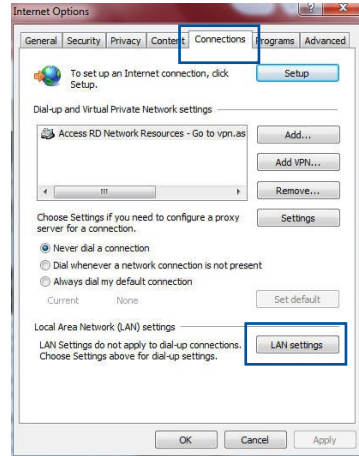 Internet Options
General Security Privacy Content Connections Programs Advanced
To set up an Internet connection, click
Setup.
Setup
Dial-up and Virtual Private Network settings
Access RD Network Resources - Go to vpn.as
Add...
Add VPN...
Remove...
Choose Settings if you need to configure a proxy
server for a connection.
Settings
Never dial a connection
Dial whenever a network connection is not present
Always dial my default connection
Current None
Set default
Local Area Network (LAN) settings
LAN Settings do not apply to dial-up connections.
Choose Settings above for dial-up settings.
LAN settings
OK Cancel Apply